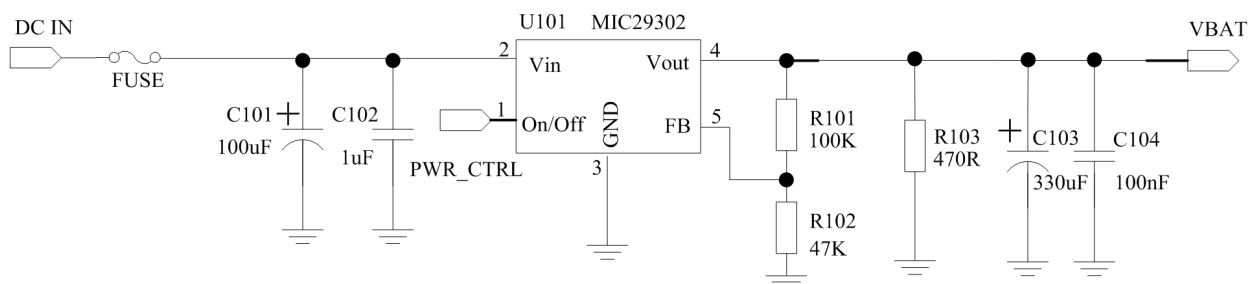 DC IN
FUSE
C101
+
100uF
C102
1uF
PWR_CTRL
U101 MIC29302
2
Vin
1
On/Off
GND
3
Vout
4
FB
5
R101
100K
R102
47K
R103
470R
+
C103
330uF
C104
100nF
VBAT